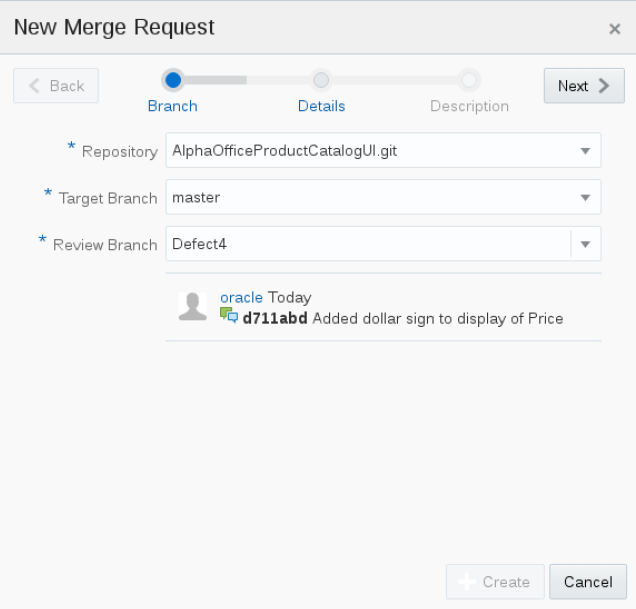 New Merge Request ×
Back Next
Branch Details Description
* Repository AlphaOfficeProductCatalogUI.git
* Target Branch master
* Review Branch Defect4
oracle Today
d711abd Added dollar sign to display of Price
Create Cancel